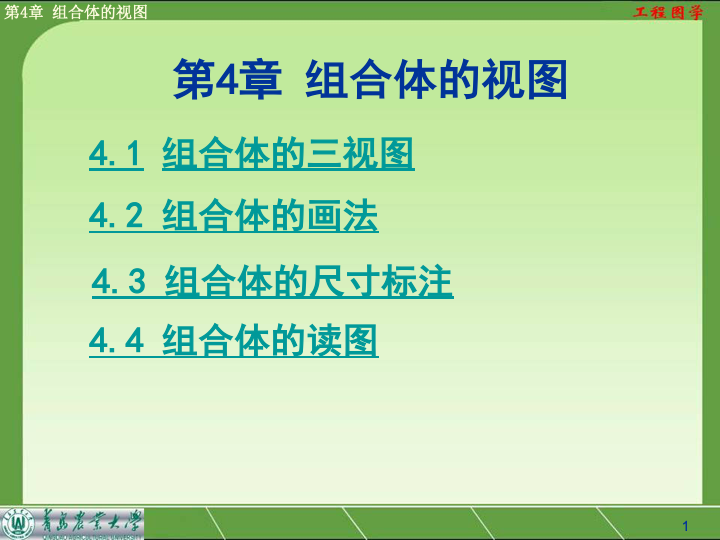 第4章 组合体的视图
工程图学
第4章 组合体的视图
4.1 组合体的三视图
4.2 组合体的画法
4.3 组合体的尺寸标注
4.4 组合体的读图
青岛农业大学
1